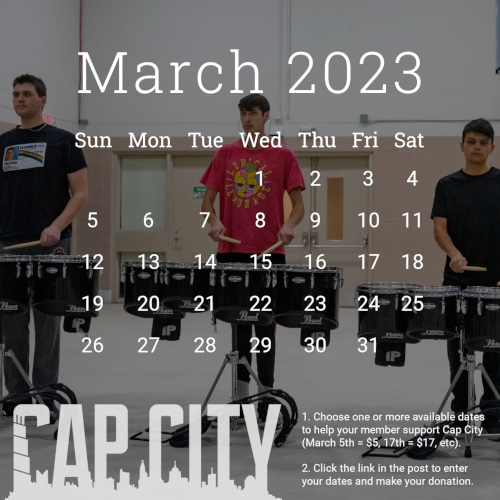 March 2023
Sun Mon Tue Wed Thu Fri Sat
1 2 3 4
5 6 7 8 9 10 11
12 13 14 15 16 17 18
19 20 21 22 23 24 25
26 27 28 29 30 31
LYRICAL
LEMONADE
Pearl
CAP CITY
1. Choose one or more available dates
to help your member support Cap City
(March 5th = $5, 17th = $17, etc).
2. Click the link in the post to enter
your dates and make your donation.